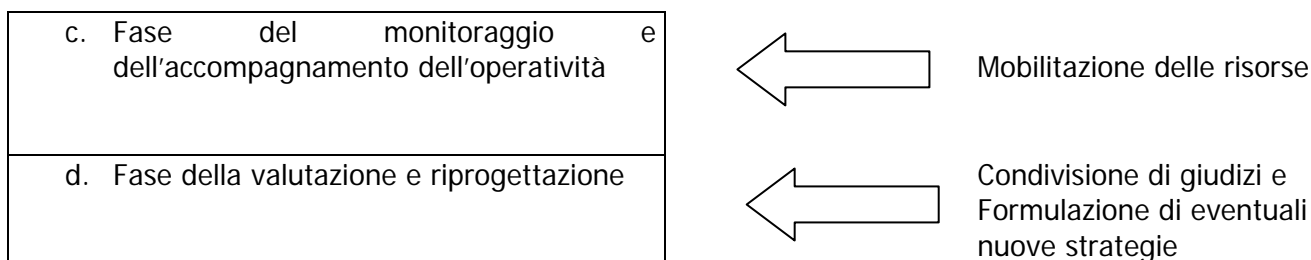 c. Fase del monitoraggio e
dell'accompagnamento dell'operatività
Mobilitazione delle risorse
d. Fase della valutazione e riprogettazione
Condivisione di giudizi e
Formulazione di eventuali
nuove strategie